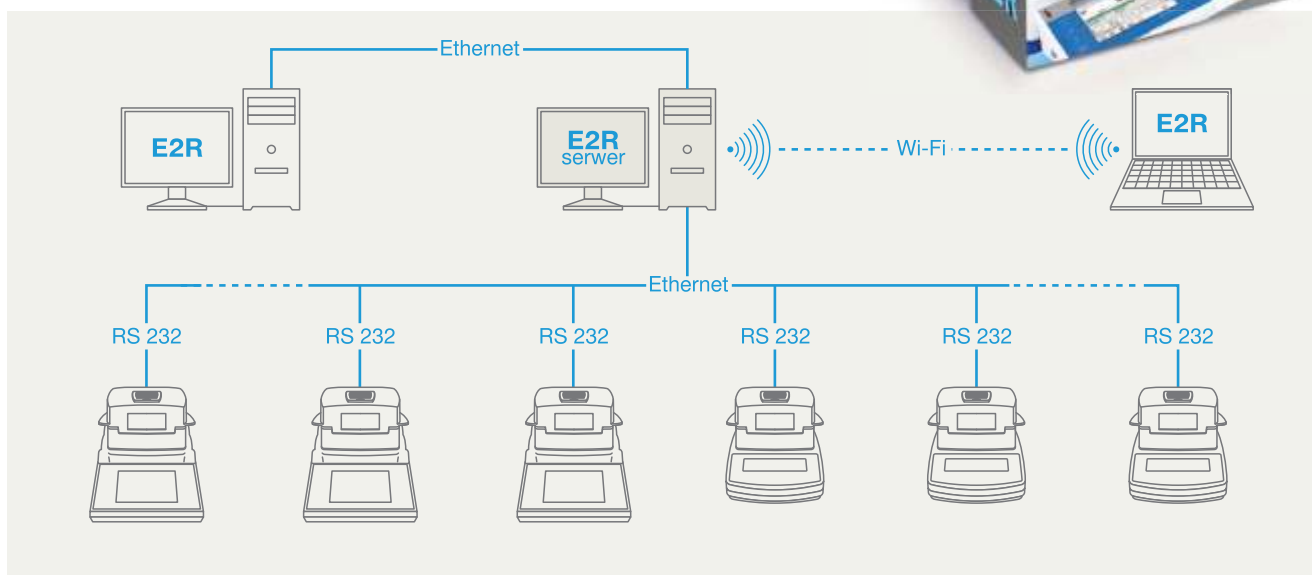 Ethernet
E2R
E2R
serwer
Wi-Fi
E2R
Ethernet
RS 232
RS 232
RS 232
RS 232
RS 232
RS 232